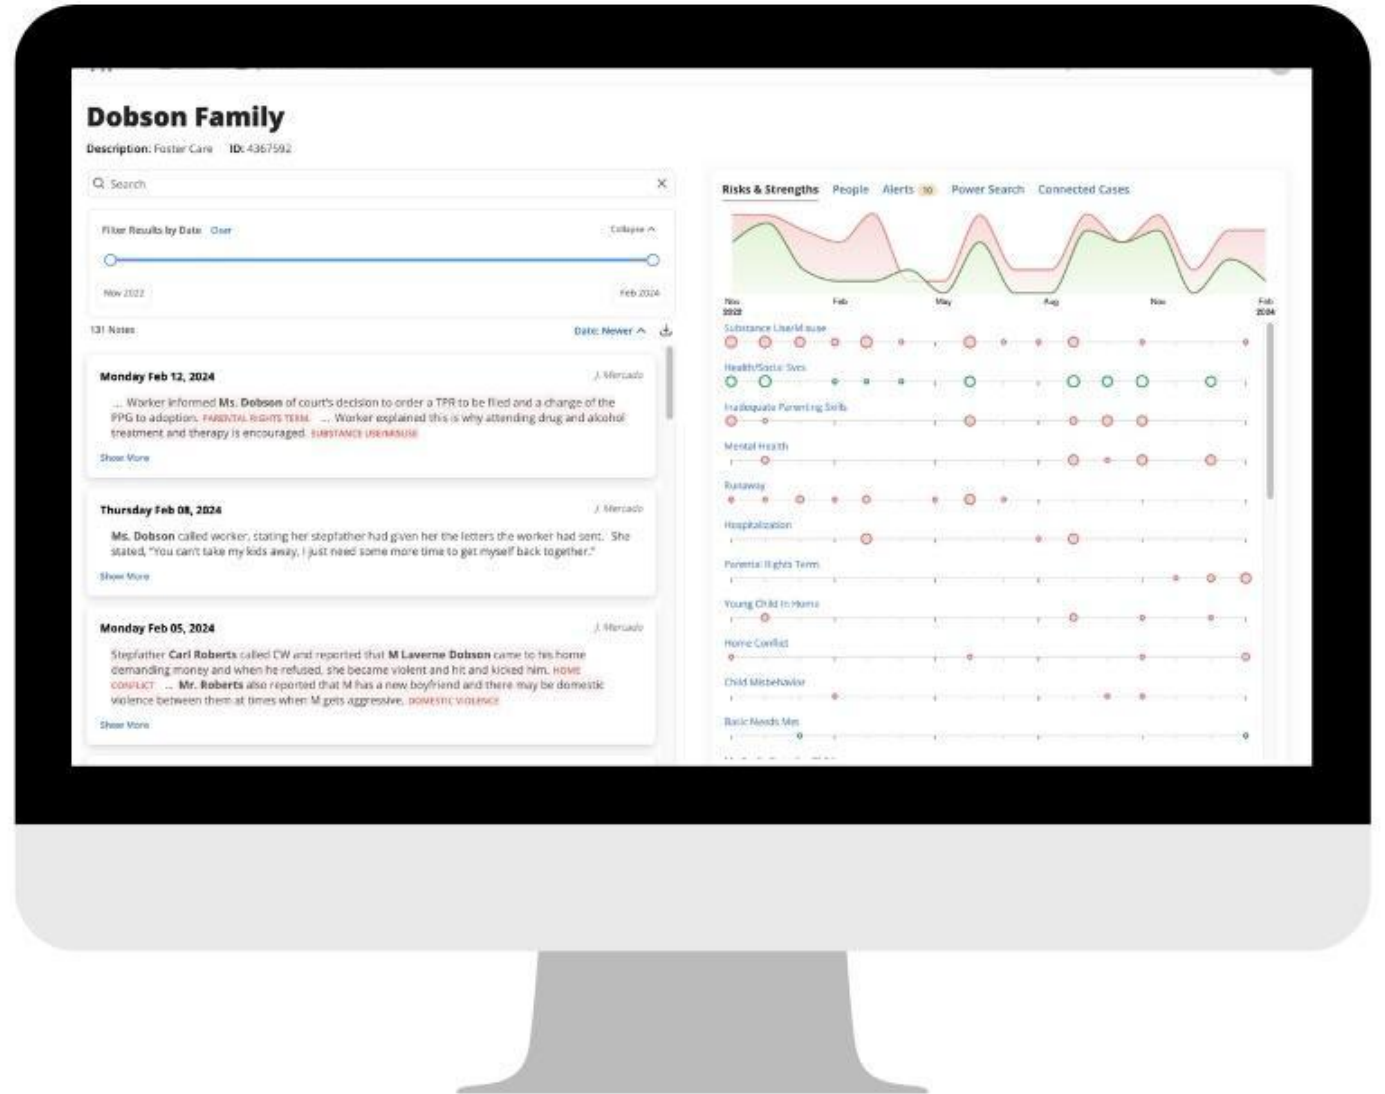 Dobson Family
Description: Foster Care ID: 4367592
Search
Filter Results by Date Clear
Collapse
Nov 2022 Feb 2024
131 Notes Date: Newer
Monday Feb 12, 2024 J. Mercado
... Worker informed Ms. Dobson of court's decision to order a TPR to be filed and a change of the
PPG to adoption. PARENTAL RIGHTS TERM ... Worker explained this is why attending drug and alcohol
treatment and therapy is encouraged. SUBSTANCE USE/MISUSE
Show More
Thursday Feb 08, 2024 J. Mercado
Ms. Dobson called worker, stating her stepfather had given her the letters the worker had sent. She
stated, "You can't take my kids away, I just need some more time to get myself back together."
Show More
Monday Feb 05, 2024 J. Mercado
Stepfather Carl Roberts called CW and reported that M Laverne Dobson came to his home
demanding money and when he refused, she became violent and hit and kicked him. HOME
CONFLICT ... Mr. Roberts also reported that M has a new boyfriend and there may be domestic
violence between them at times when M gets aggressive. DOMESTIC VIOLENCE
Show More
Risks & Strengths People Alerts 10 Power Search Connected Cases
Nov Feb May Aug Nov Feb
2022 2024
Substance Use/Misuse
Health/Social Svcs
Inadequate Parenting Skills
Mental Health
Runaway
Hospitalization
Parental Rights Term
Young Child In Home
Home Conflict
Child Misbehavior
Basic Needs Met